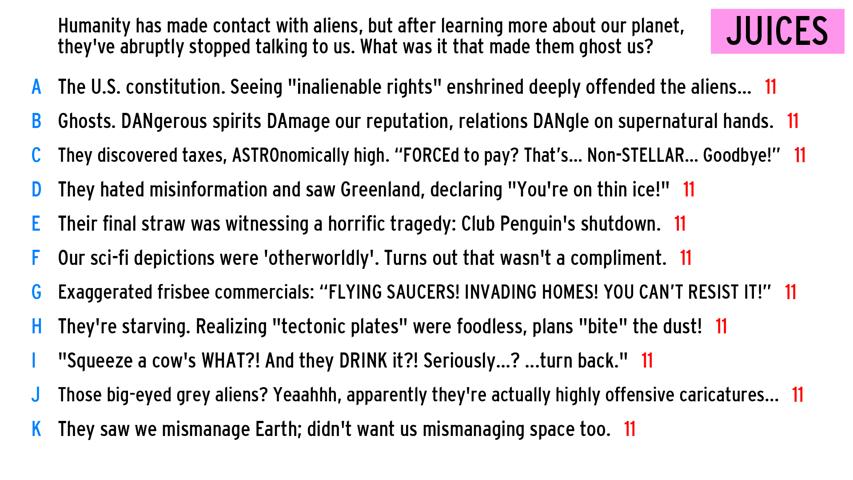 Humanity has made contact with aliens, but after learning more about our planet,
they've abruptly stopped talking to us. What was it that made them ghost us?
JUICES
A The U.S. constitution. Seeing "inalienable rights" enshrined deeply offended the aliens... 11
B Ghosts. DANgerous spirits DAmage our reputation, relations DANgle on supernatural hands. 11
C They discovered taxes, ASTROnomically high. “FORCEd to pay? That’s... Non-STELLAR... Goodbye!” 11
D They hated misinformation and saw Greenland, declaring "You're on thin ice!" 11
E Their final straw was witnessing a horrific tragedy: Club Penguin's shutdown. 11
F Our sci-fi depictions were 'otherworldly'. Turns out that wasn't a compliment. 11
G Exaggerated frisbee commercials: “FLYING SAUCERS! INVADING HOMES! YOU CAN’T RESIST IT!” 11
H They're starving. Realizing "tectonic plates" were foodless, plans "bite" the dust! 11
I "Squeeze a cow's WHAT?! And they DRINK it?! Seriously...? ...turn back." 11
J Those big-eyed grey aliens? Yeaahhh, apparently they're actually highly offensive caricatures... 11
K They saw we mismanage Earth; didn't want us mismanaging space too. 11